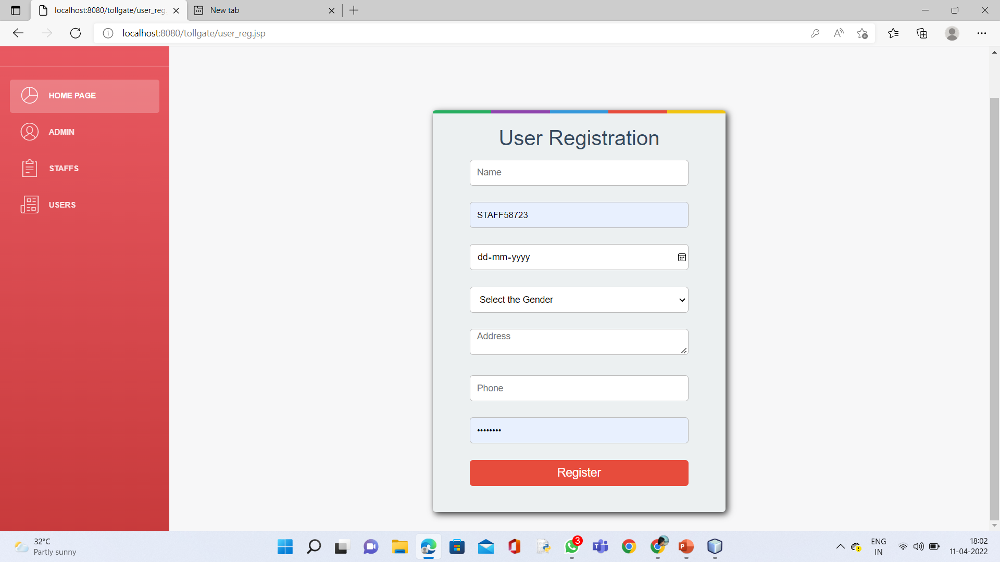 localhost:8080/tollgate/user_reg
New tab
localhost:8080/tollgate/user_reg.jsp
HOME PAGE
ADMIN
STAFFS
USERS
User Registration
Name
STAFF58723
dd-mm-yyyy
Select the Gender
Address
Phone
••••••••
Register
32°C
Partly sunny
3
ENG
IN
18:02
11-04-2022